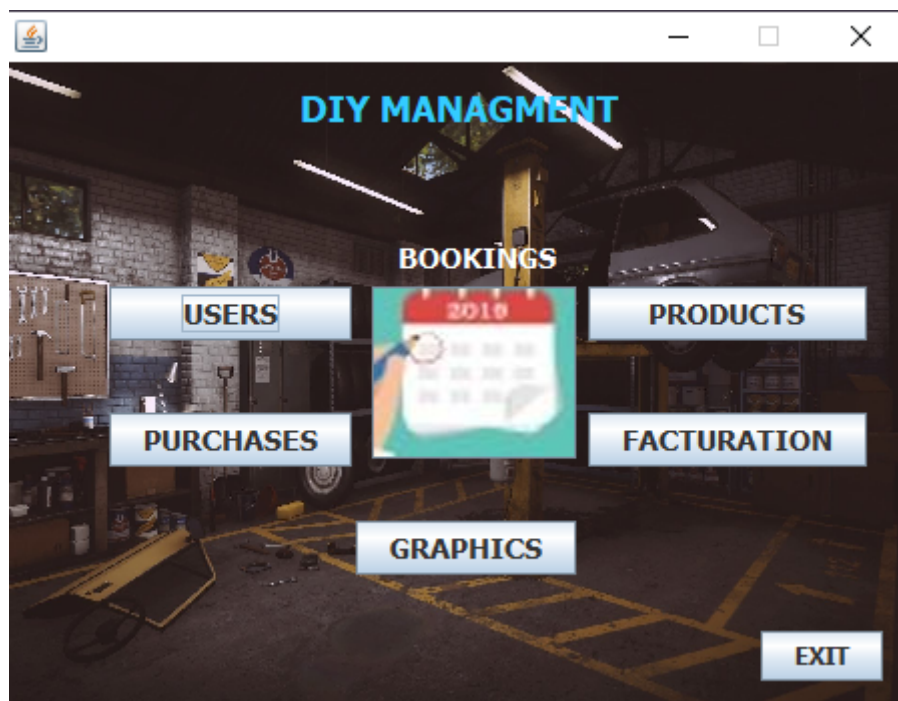 DIY MANAGMENT
BOOKINGS
USERS
2019
PRODUCTS
PURCHASES
FACTURATION
GRAPHICS
EXIT